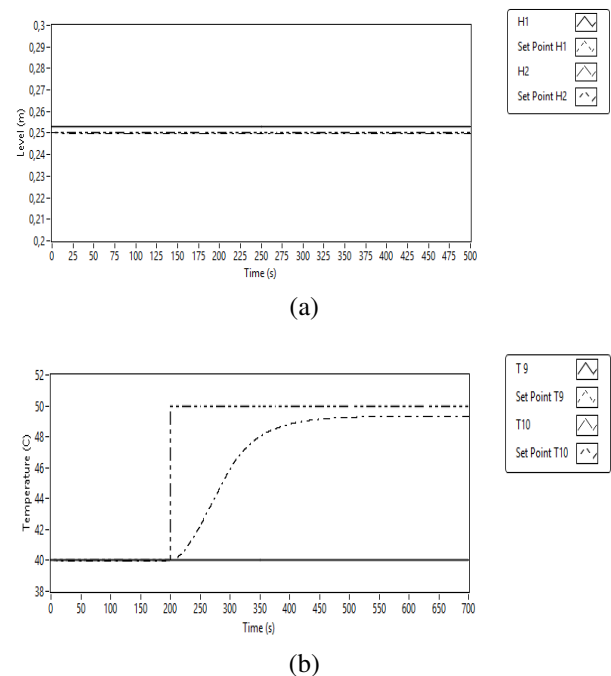 0,3
0,29
0,28
0,27
0,26
0,25
0,24
0,23
0,22
0,21
0,2
Level (m)
0 25 50 75 100 125 150 175 200 225 250 275 300 325 350 375 400 425 450 475 500
Time (s)
H1
Set Point H1
H2
Set Point H2
(a)
52
50
48
46
44
42
40
38
Temperature (C)
0 50 100 150 200 250 300 350 400 450 500 550 600 650 700
Time (s)
T 9
Set Point T9
T10
Set Point T10
(b)